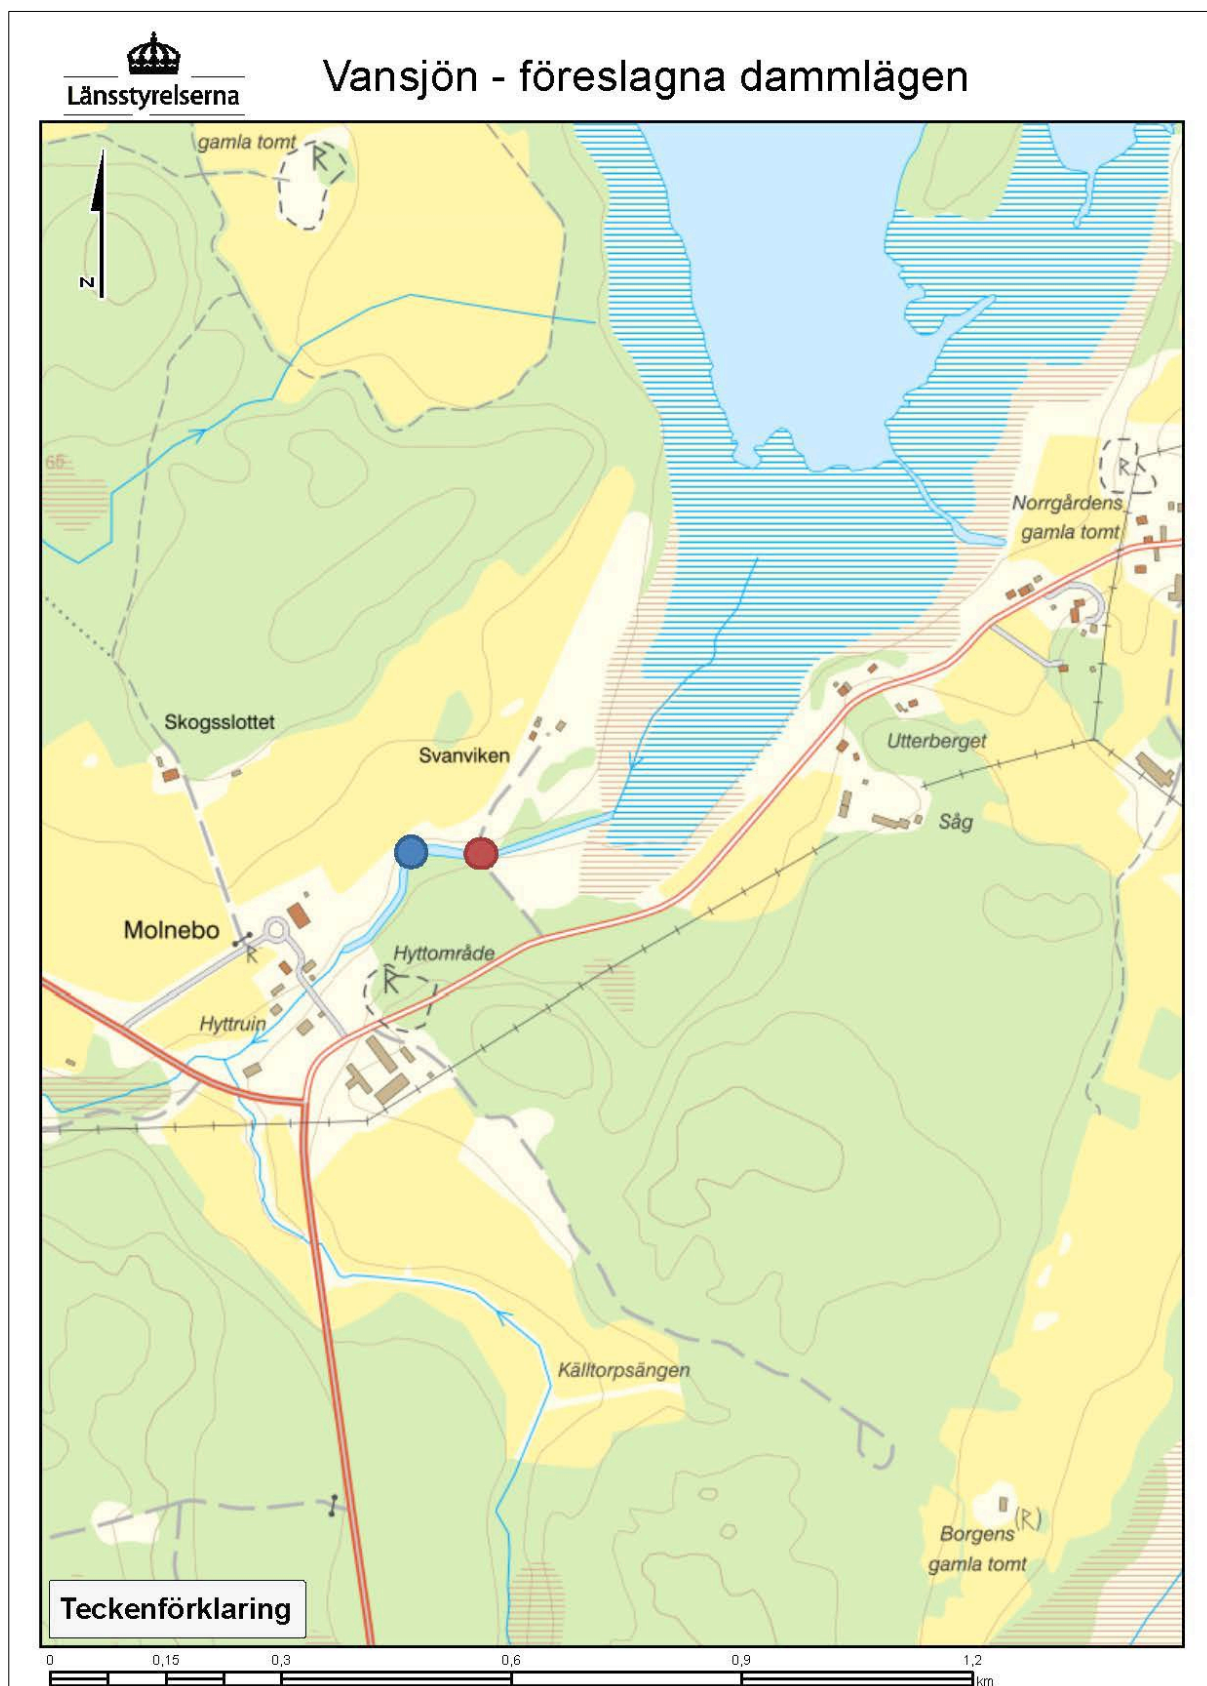 Länsstyrelserna
Vansjön - föreslagna dammlägen
gamla tomt
R
N
65
R
Norrgårdens
gamla tomt
Skogsslottet
Svanviken
Utterberget
Såg
Molnebo
R
Hyttområde
R
Hyttruin
Källtorpsängen
(R)
Borgens
gamla tomt
Teckenförklaring
0 0,15 0,3 0,6 0,9 1,2
km